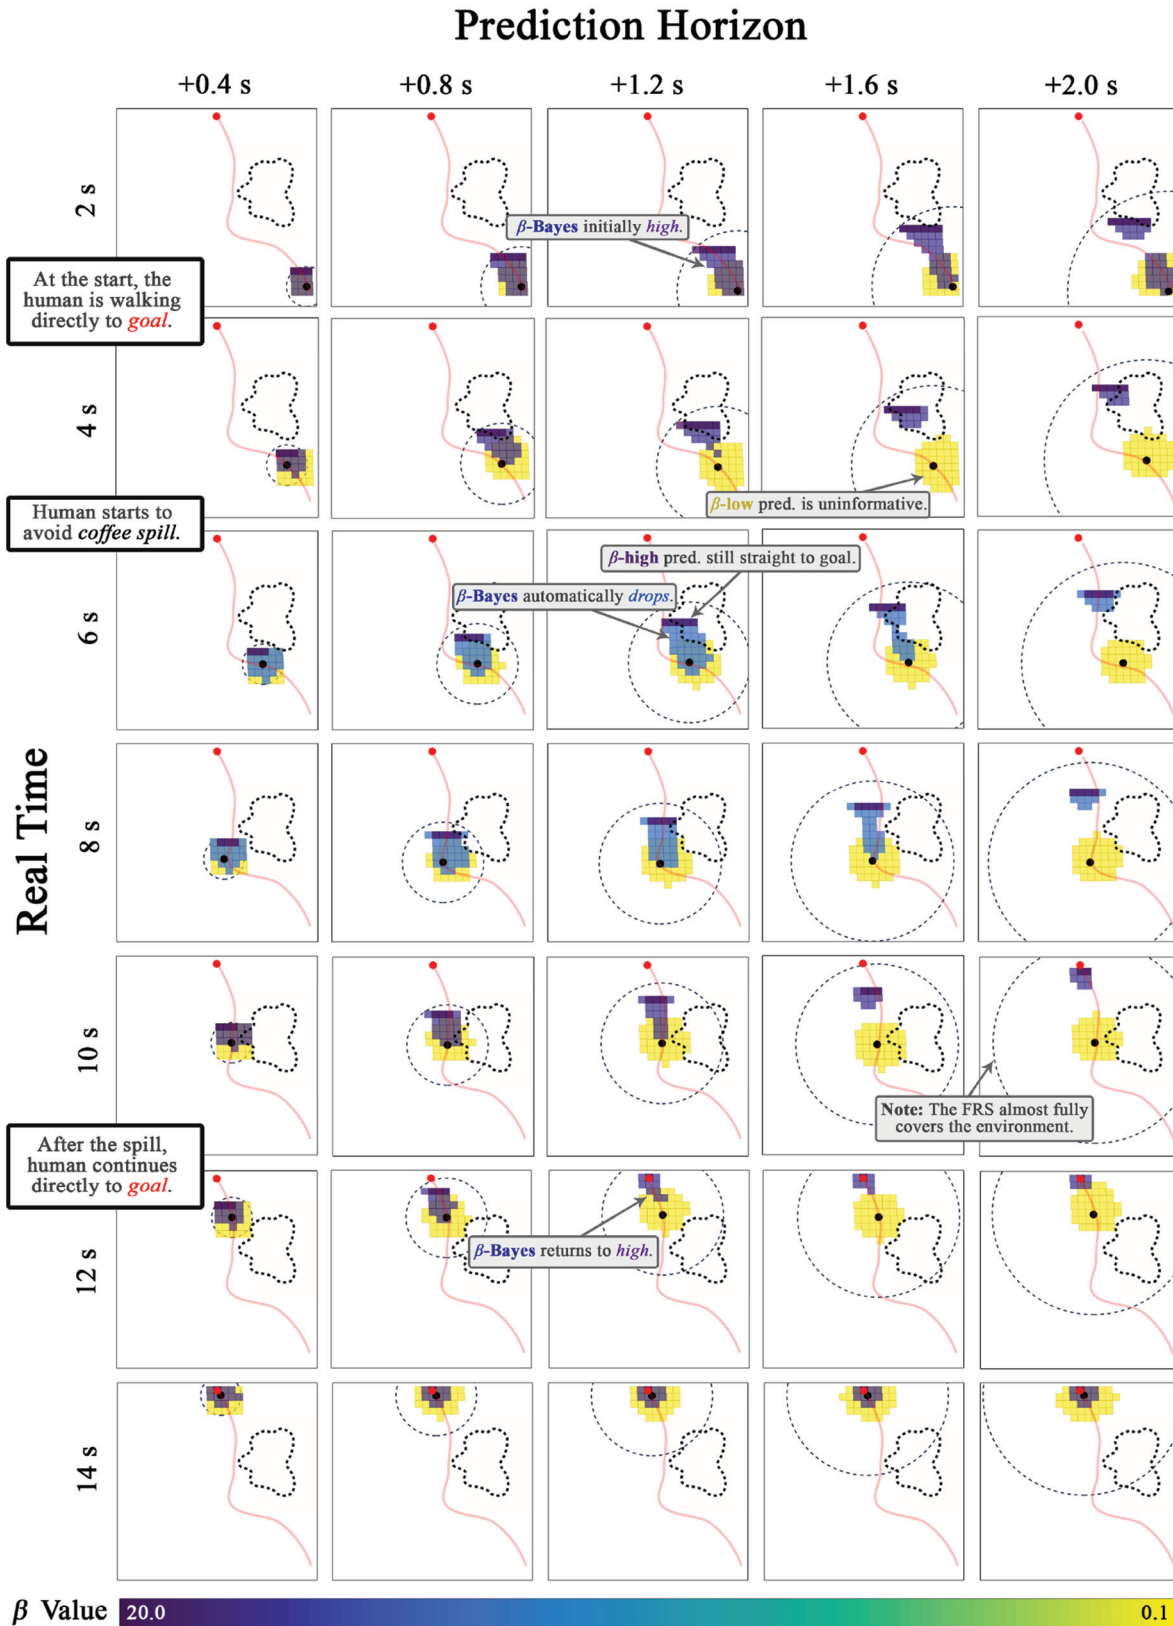 Prediction Horizon
+0.4 s
+0.8 s
+1.2 s
+1.6 s
+2.0 s
Real Time
2 s
β-Bayes initially high.
At the start, the
human is walking
directly to goal.
4 s
β-low pred. is uninformative.
Human starts to
avoid coffee spill.
6 s
β-high pred. still straight to goal.
β-Bayes automatically drops.
8 s
10 s
Note: The FRS almost fully
covers the environment.
After the spill,
human continues
directly to goal.
12 s
β-Bayes returns to high.
14 s
β Value
20.0
0.1